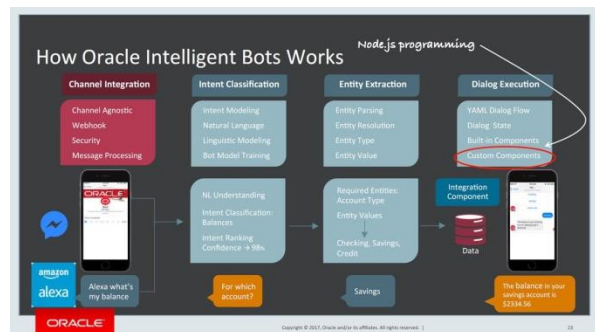 Node.js programming
How Oracle Intelligent Bots Works
Channel Integration
Channel Agnostic
Webhook
Security
Message Processing
Intent Classification
Intent Modeling
Natural Language
Linguistic Modeling
Bot Model Training
Entity Extraction
Entity Parsing
Entity Resolution
Entity Type
Entity Value
Dialog Execution
YAML Dialog Flow
Dialog State
Built-in Components
Custom Components
ORACLE
NL Understanding
Intent Classification:
Balances
Intent Ranking
Confidence → 98%
Required Entities:
Account Type
Entity Values
Checking, Savings,
Credit
Integration
Component
Data
amazon
alexa
Alexa what's
my balance
For which
account?
Savings
The balance in your
savings account is
$2334.56
ORACLE
Copyright © 2017, Oracle and/or its affiliates. All rights reserved. |